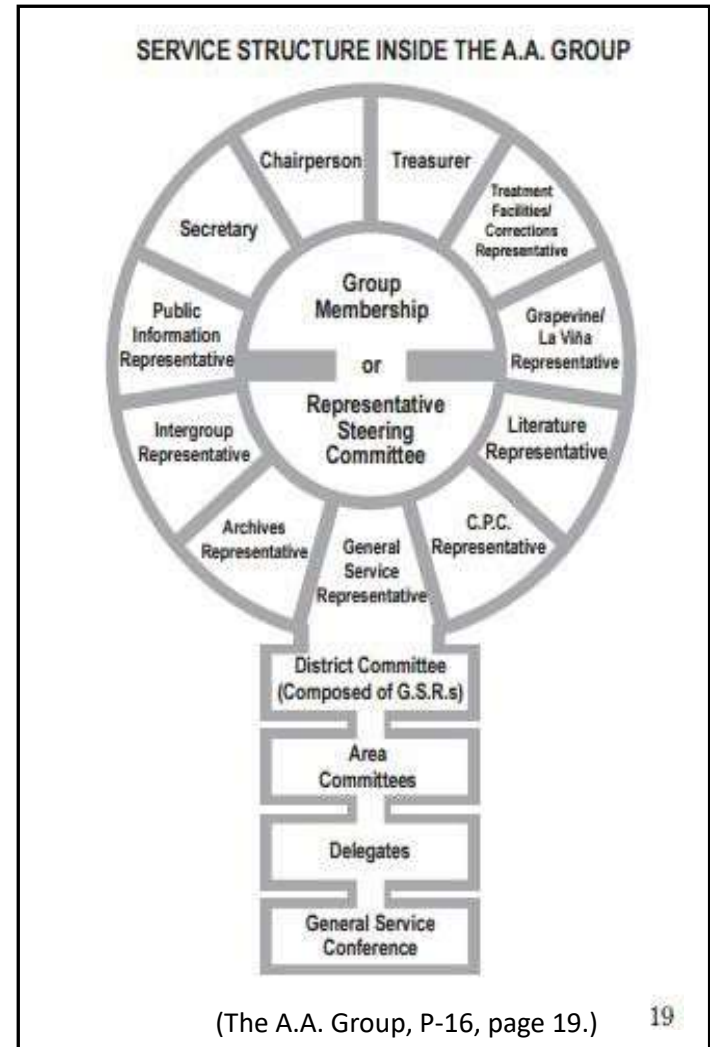 SERVICE STRUCTURE INSIDE THE A.A. GROUP
Chairperson
Treasurer
Treatment
Facilities/
Corrections
Representative
Secretary
Group
Membership
Public
Information
Representative
Grapevine/
La Viña
Representative
or
Representative
Steering
Committee
Intergroup
Representative
Literature
Representative
Archives
Representative
General
Service
Representative
C.P.C.
Representative
District Committee
(Composed of G.S.R.s)
Area
Committees
Delegates
General Service
Conference
(The A.A. Group, P-16, page 19.)
19